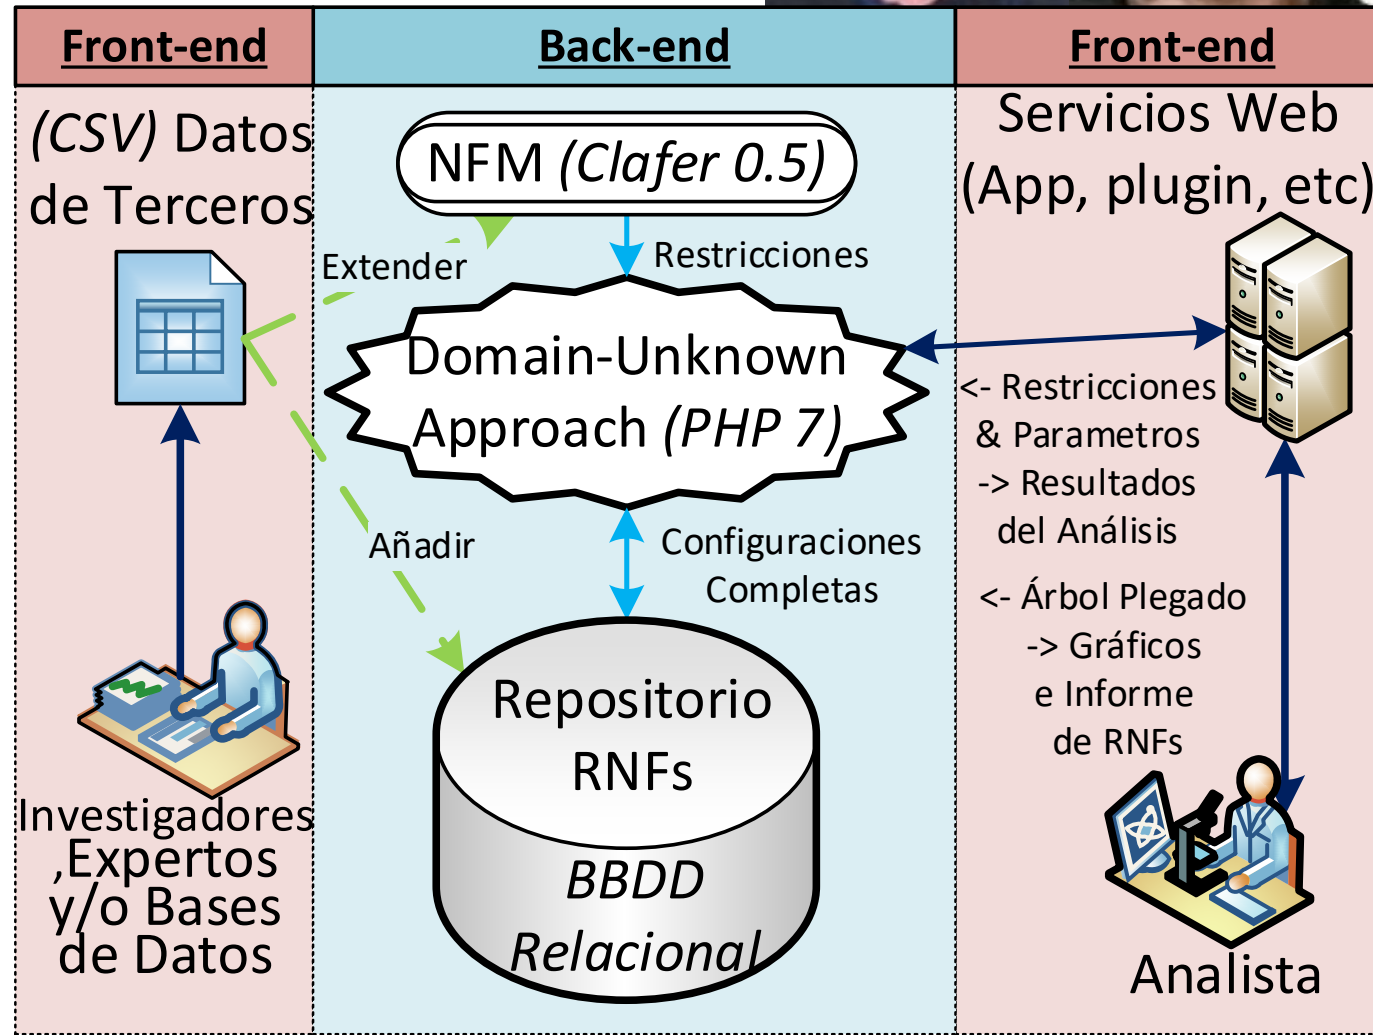 Front-end
Back-end
Front-end
(CSV) Datos
de Terceros
Investigadores
,Expertos
y/o Bases
de Datos
NFM (Clafer 0.5)
Extender
Restricciones
Domain-Unknown
Approach (PHP 7)
Añadir
Configuraciones
Completas
Repositorio
RNFs
BBDD
Relacional
Servicios Web
(App, plugin, etc)
<- Restricciones
& Parametros
-> Resultados
del Análisis
<- Árbol Plegado
-> Gráficos
e Informe
de RNFs
Analista